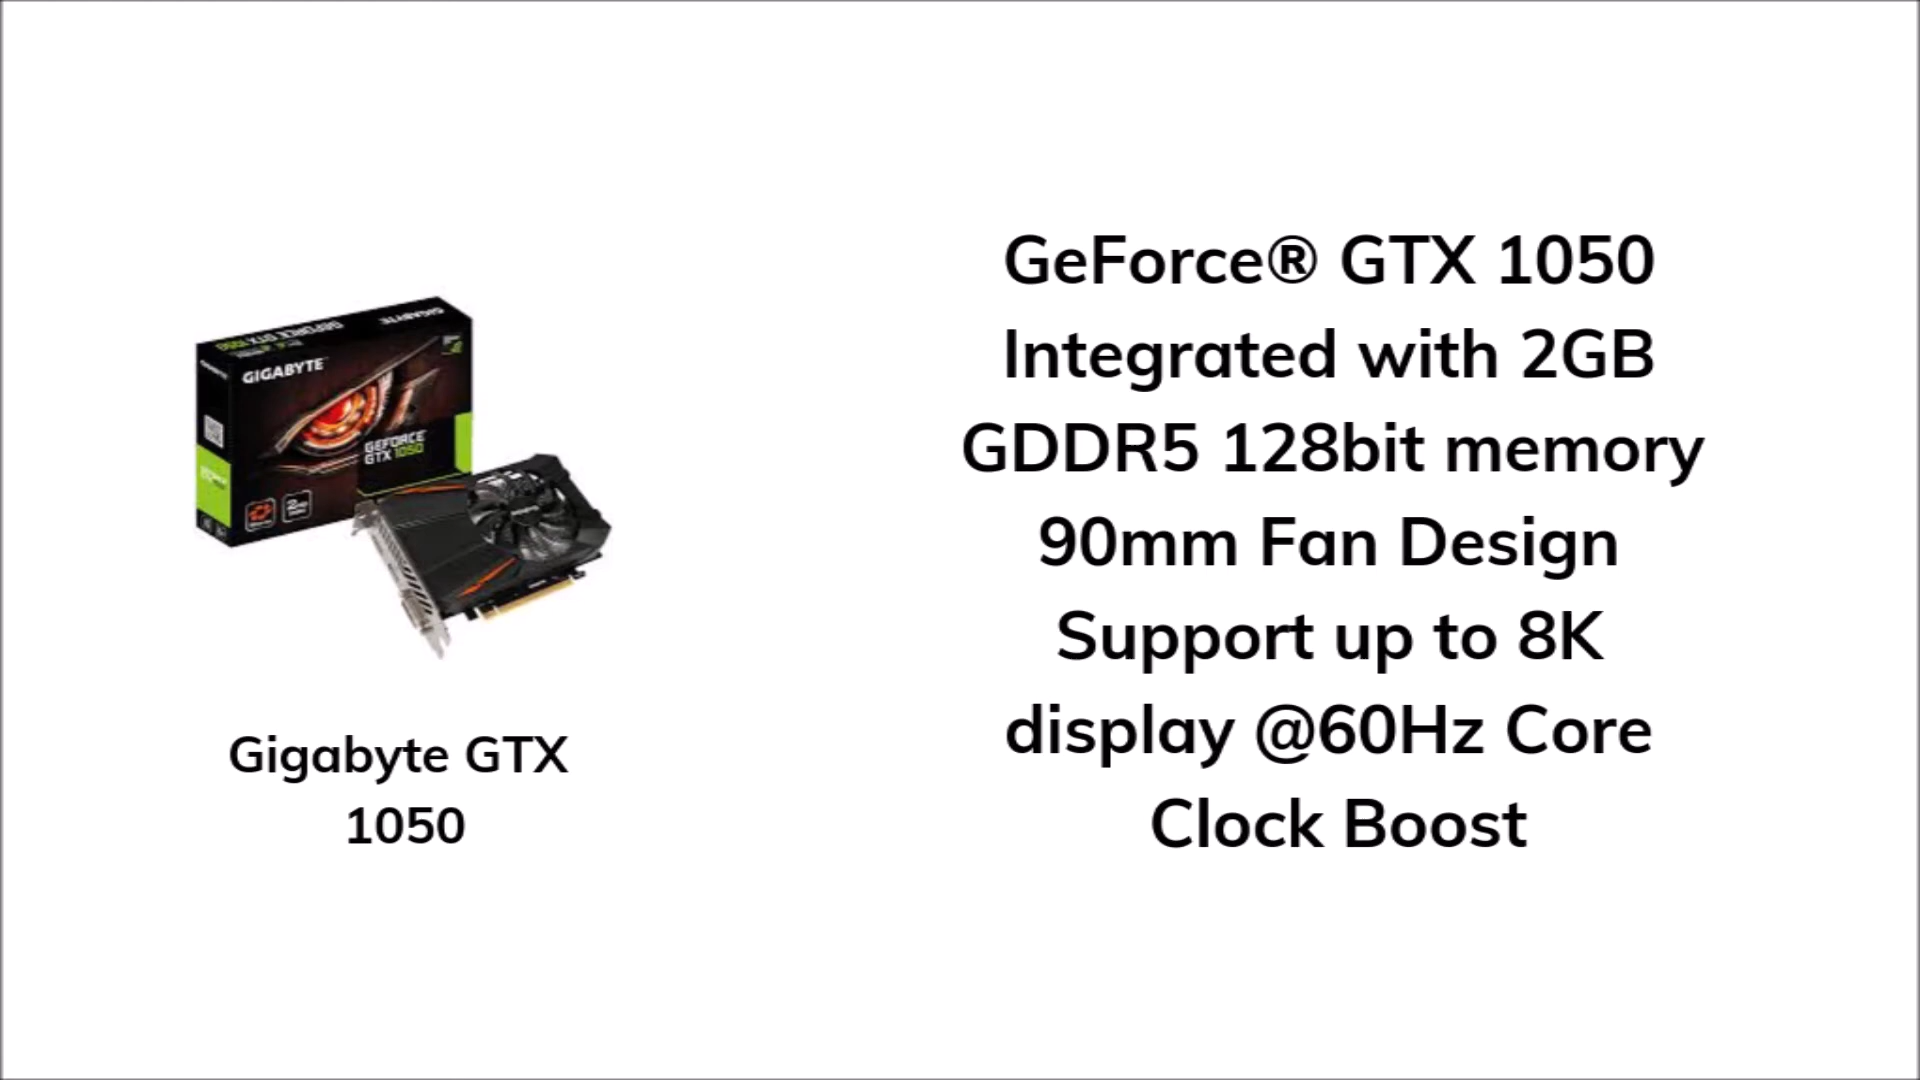 GIGABYTE
GEFORCE
GTX 1050
Gigabyte GTX
1050
GeForce® GTX 1050
Integrated with 2GB
GDDR5 128bit memory
90mm Fan Design
Support up to 8K
display @60Hz Core
Clock Boost